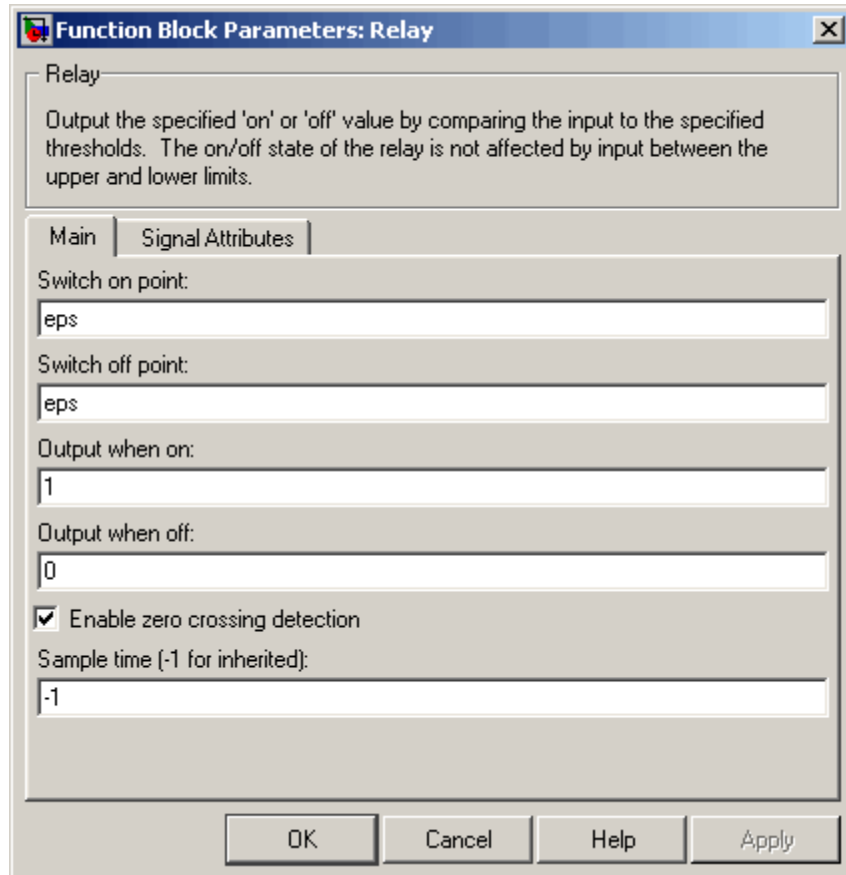 Function Block Parameters: Relay
Relay
Output the specified 'on' or 'off' value by comparing the input to the specified
thresholds.  The on/off state of the relay is not affected by input between the
upper and lower limits.
Main
Signal Attributes
Switch on point:
eps
Switch off point:
eps
Output when on:
1
Output when off:
0
Enable zero crossing detection
Sample time (-1 for inherited):
-1
OK
Cancel
Help
Apply